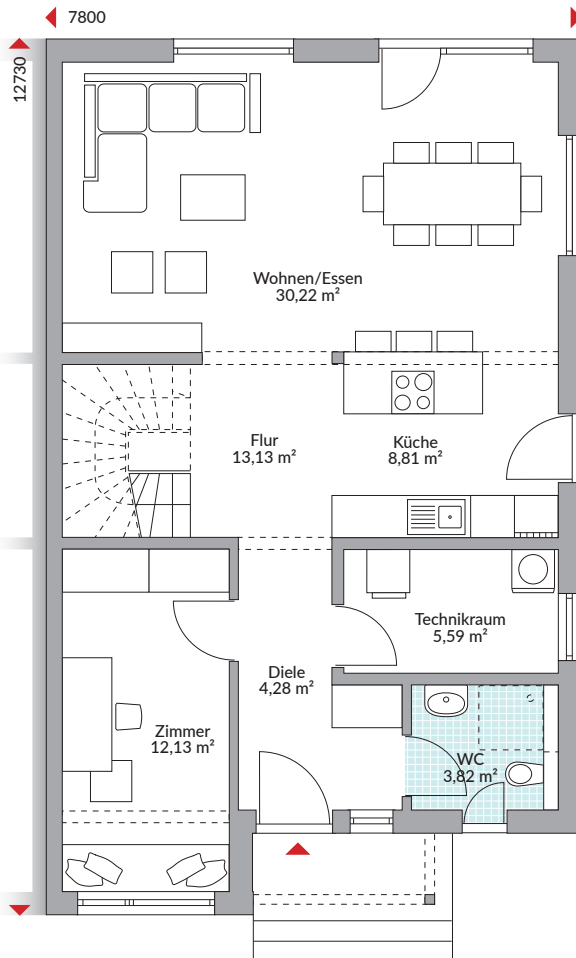 7800
12730
Wohnen/Essen
30,22 m²
Flur
13,13 m²
Küche
8,81 m²
Technikraum
5,59 m²
Diele
4,28 m²
Zimmer
12,13 m²
WC
3,82 m²